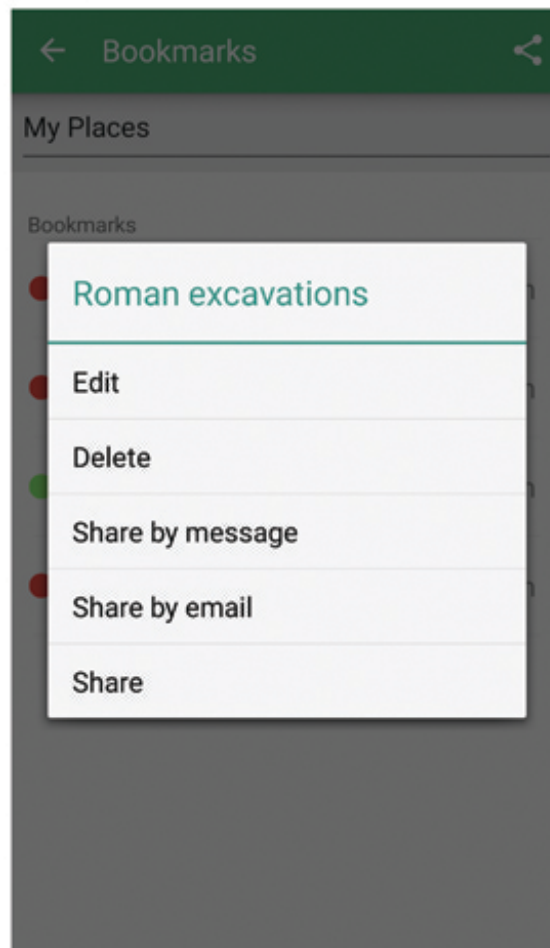 Bookmarks
My Places
Bookmarks
Roman excavations
Edit
Delete
Share by message
Share by email
Share